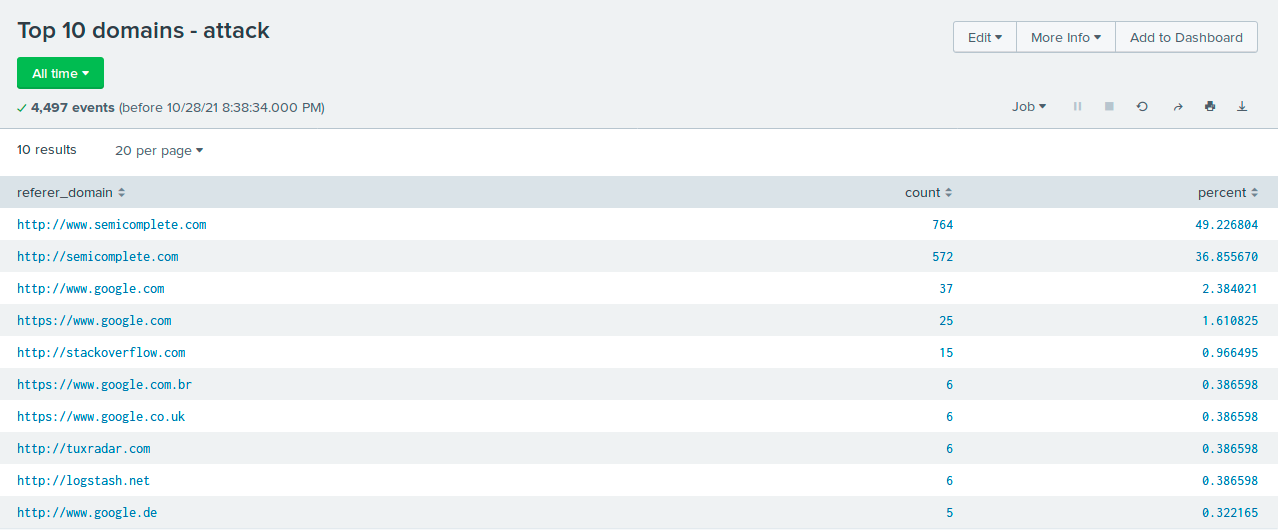 Top 10 domains - attack
Edit More Info Add to Dashboard
All time
4,497 events (before 10/28/21 8:38:34.000 PM)
Job
10 results 20 per page
referer_domain count percent
http://www.semicomplete.com 764 49.226804
http://semicomplete.com 572 36.855670
http://www.google.com 37 2.384021
https://www.google.com 25 1.610825
http://stackoverflow.com 15 0.966495
https://www.google.com.br 6 0.386598
https://www.google.co.uk 6 0.386598
http://tuxradar.com 6 0.386598
http://logstash.net 6 0.386598
http://www.google.de 5 0.322165